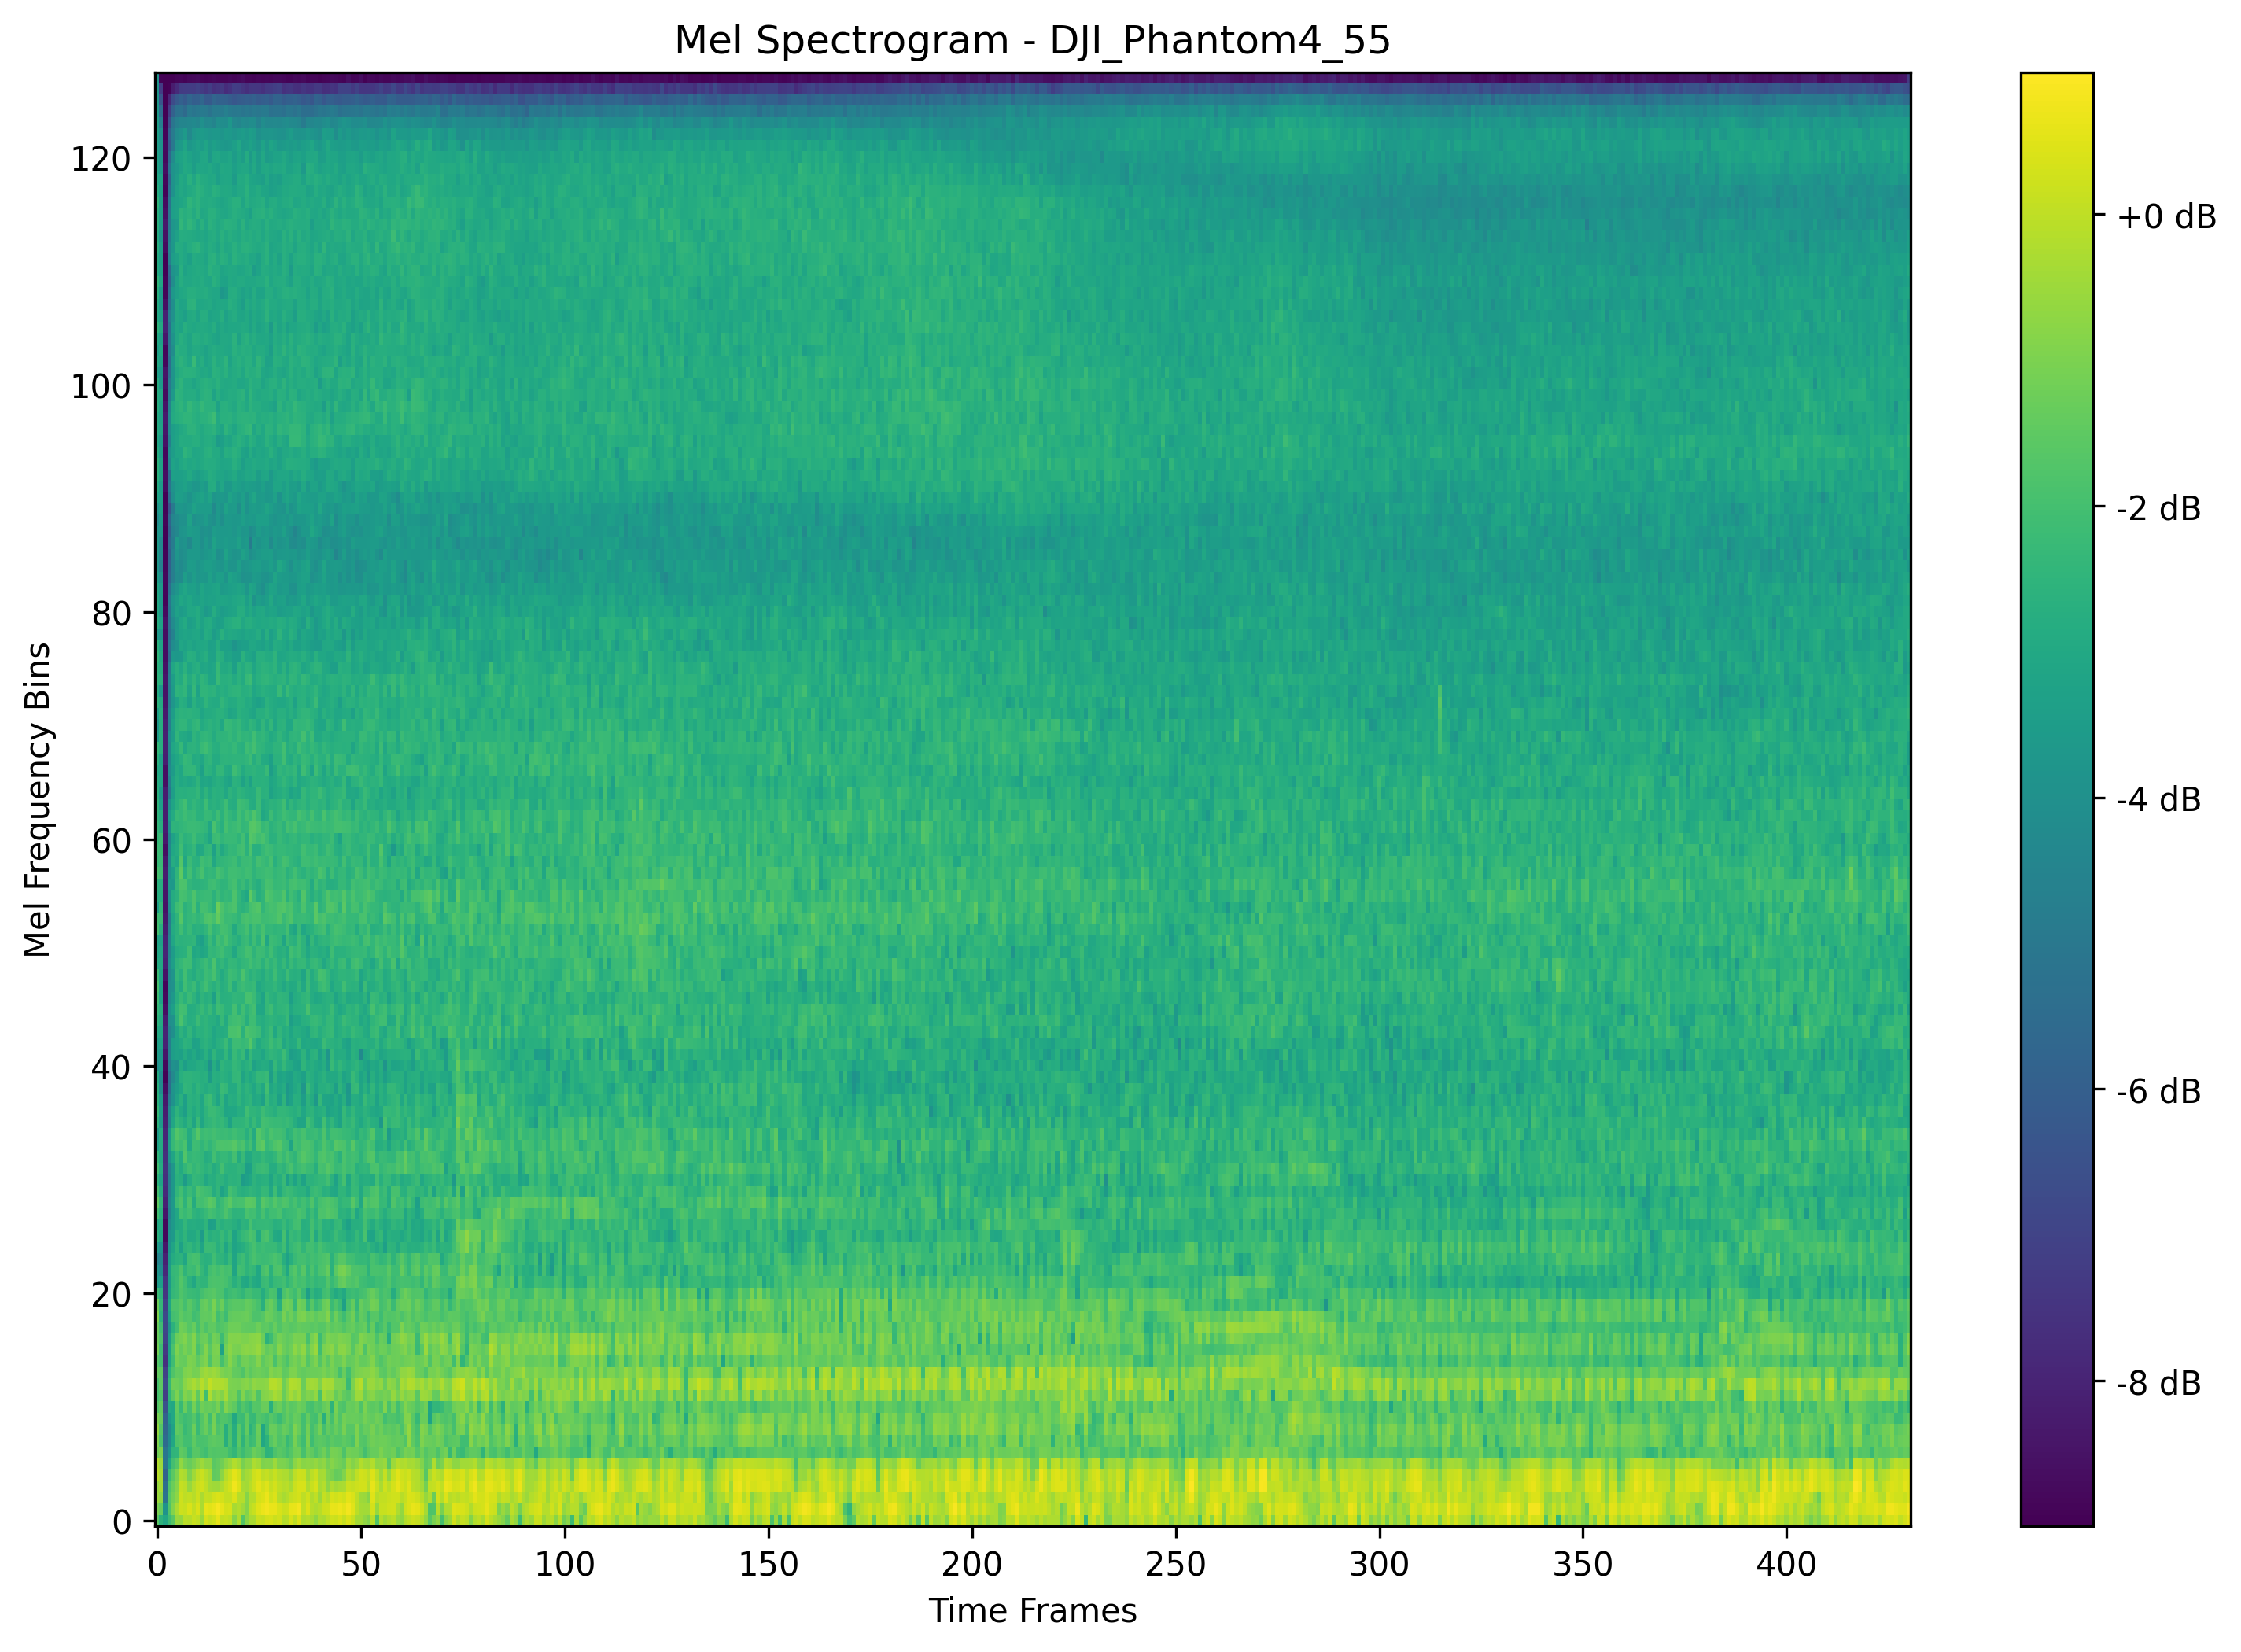 Mel Spectrogram - DJI_Phantom4_55
120
100
80
60
40
20
0
Mel Frequency Bins
0 50 100 150 200 250 300 350 400
Time Frames
+0 dB
-2 dB
-4 dB
-6 dB
-8 dB